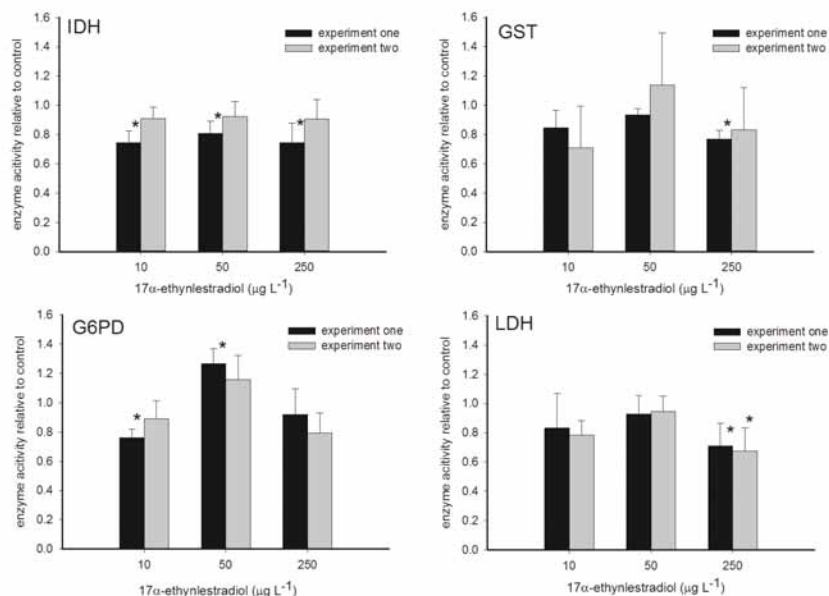 IDH
experiment one
experiment two
enzyme acitivity relative to control
1.6
1.4
1.2
1.0
0.8
0.6
0.4
0.2
0.0
*
*
*
10 50 250
17α-ethynlestradiol (µg L-1)
GST
experiment one
experiment two
enzyme acitivity relative to control
1.6
1.4
1.2
1.0
0.8
0.6
0.4
0.2
0.0
*
10 50 250
17α-ethynlestradiol (µg L-1)
G6PD
experiment one
experiment two
enzyme acitivity relative to control
1.6
1.4
1.2
1.0
0.8
0.6
0.4
0.2
0.0
*
*
10 50 250
17α-ethynlestradiol (µg L-1)
LDH
experiment one
experiment two
enzyme acitivity relative to control
1.6
1.4
1.2
1.0
0.8
0.6
0.4
0.2
0.0
*
*
10 50 250
17α-ethynlestradiol (µg L-1)